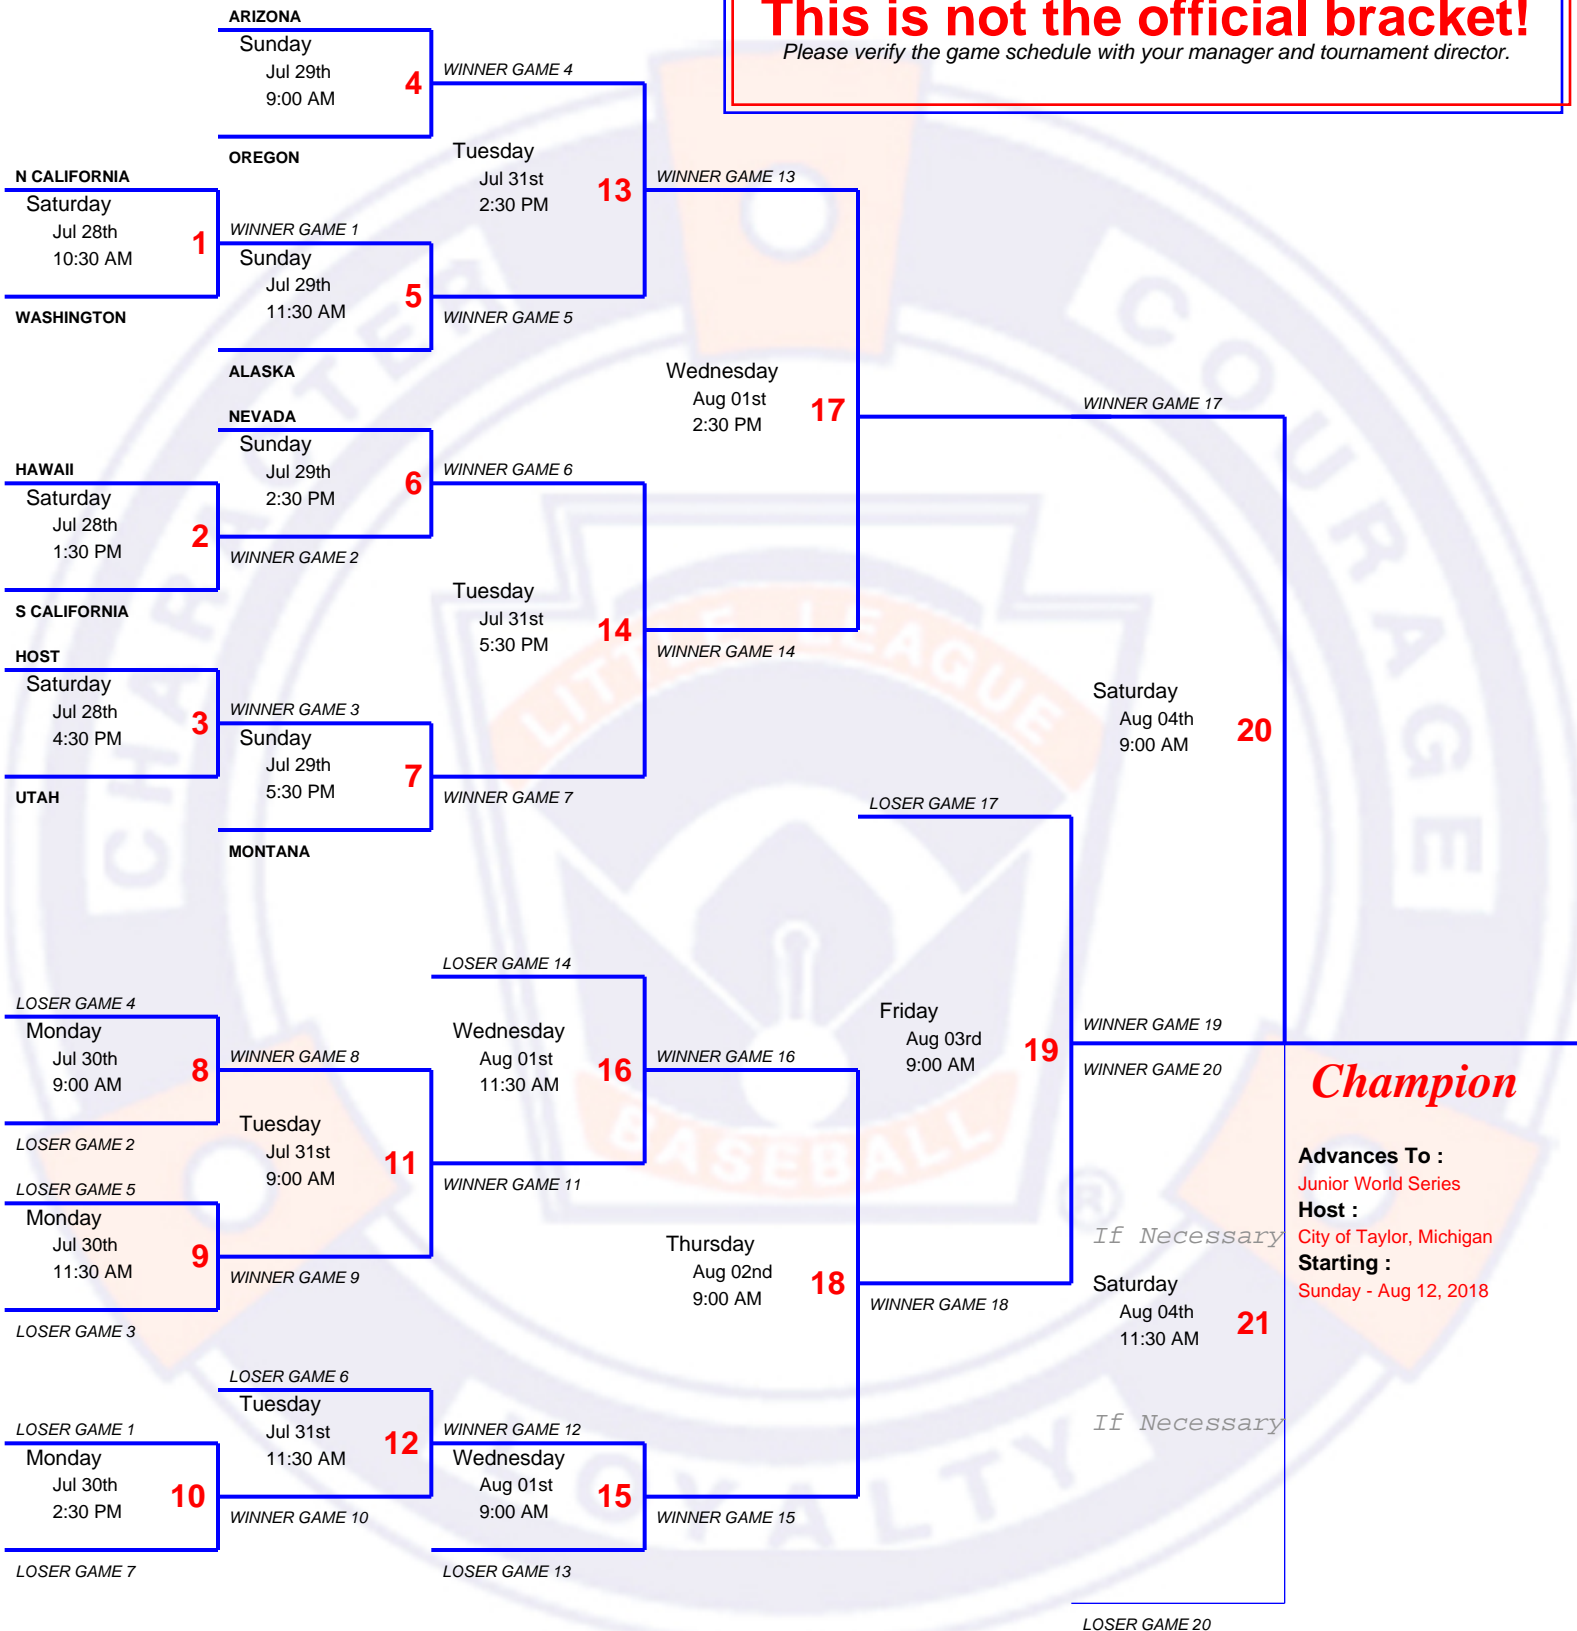 This is not the official bracket!
Please verify the game schedule with your manager and tournament director.
ARIZONA
Sunday
Jul 29th
9:00 AM
4
OREGON
WINNER GAME 4
Tuesday
Jul 31st
2:30 PM
13
N CALIFORNIA
Saturday
Jul 28th
10:30 AM
1
WASHINGTON
WINNER GAME 1
Sunday
Jul 29th
11:30 AM
5
ALASKA
WINNER GAME 5
WINNER GAME 13
Wednesday
Aug 01st
2:30 PM
17
WINNER GAME 17
NEVADA
Sunday
Jul 29th
2:30 PM
6
WINNER GAME 2
HAWAII
Saturday
Jul 28th
1:30 PM
2
S CALIFORNIA
WINNER GAME 6
Tuesday
Jul 31st
5:30 PM
14
WINNER GAME 7
WINNER GAME 14
HOST
Saturday
Jul 28th
4:30 PM
3
UTAH
WINNER GAME 3
Sunday
Jul 29th
5:30 PM
7
MONTANA
Saturday
Aug 04th
9:00 AM
20
LOSER GAME 17
Friday
Aug 03rd
9:00 AM
19
WINNER GAME 19
WINNER GAME 20
LOSER GAME 14
Wednesday
Aug 01st
11:30 AM
16
WINNER GAME 11
WINNER GAME 16
LOSER GAME 4
Monday
Jul 30th
9:00 AM
8
LOSER GAME 2
WINNER GAME 8
Tuesday
Jul 31st
9:00 AM
11
WINNER GAME 9
LOSER GAME 5
Monday
Jul 30th
11:30 AM
9
LOSER GAME 3
Thursday
Aug 02nd
9:00 AM
18
WINNER GAME 18
LOSER GAME 6
Tuesday
Jul 31st
11:30 AM
12
WINNER GAME 10
LOSER GAME 1
Monday
Jul 30th
2:30 PM
10
LOSER GAME 7
WINNER GAME 12
Wednesday
Aug 01st
9:00 AM
15
LOSER GAME 13
WINNER GAME 15
If Necessary
Saturday
Aug 04th
11:30 AM
21
If Necessary
LOSER GAME 20
Champion
Advances To :
Junior World Series
Host :
City of Taylor, Michigan
Starting :
Sunday - Aug 12, 2018
CHARACTER
COURAGE
LOYALTY
LITTLE LEAGUE
BASEBALL
®